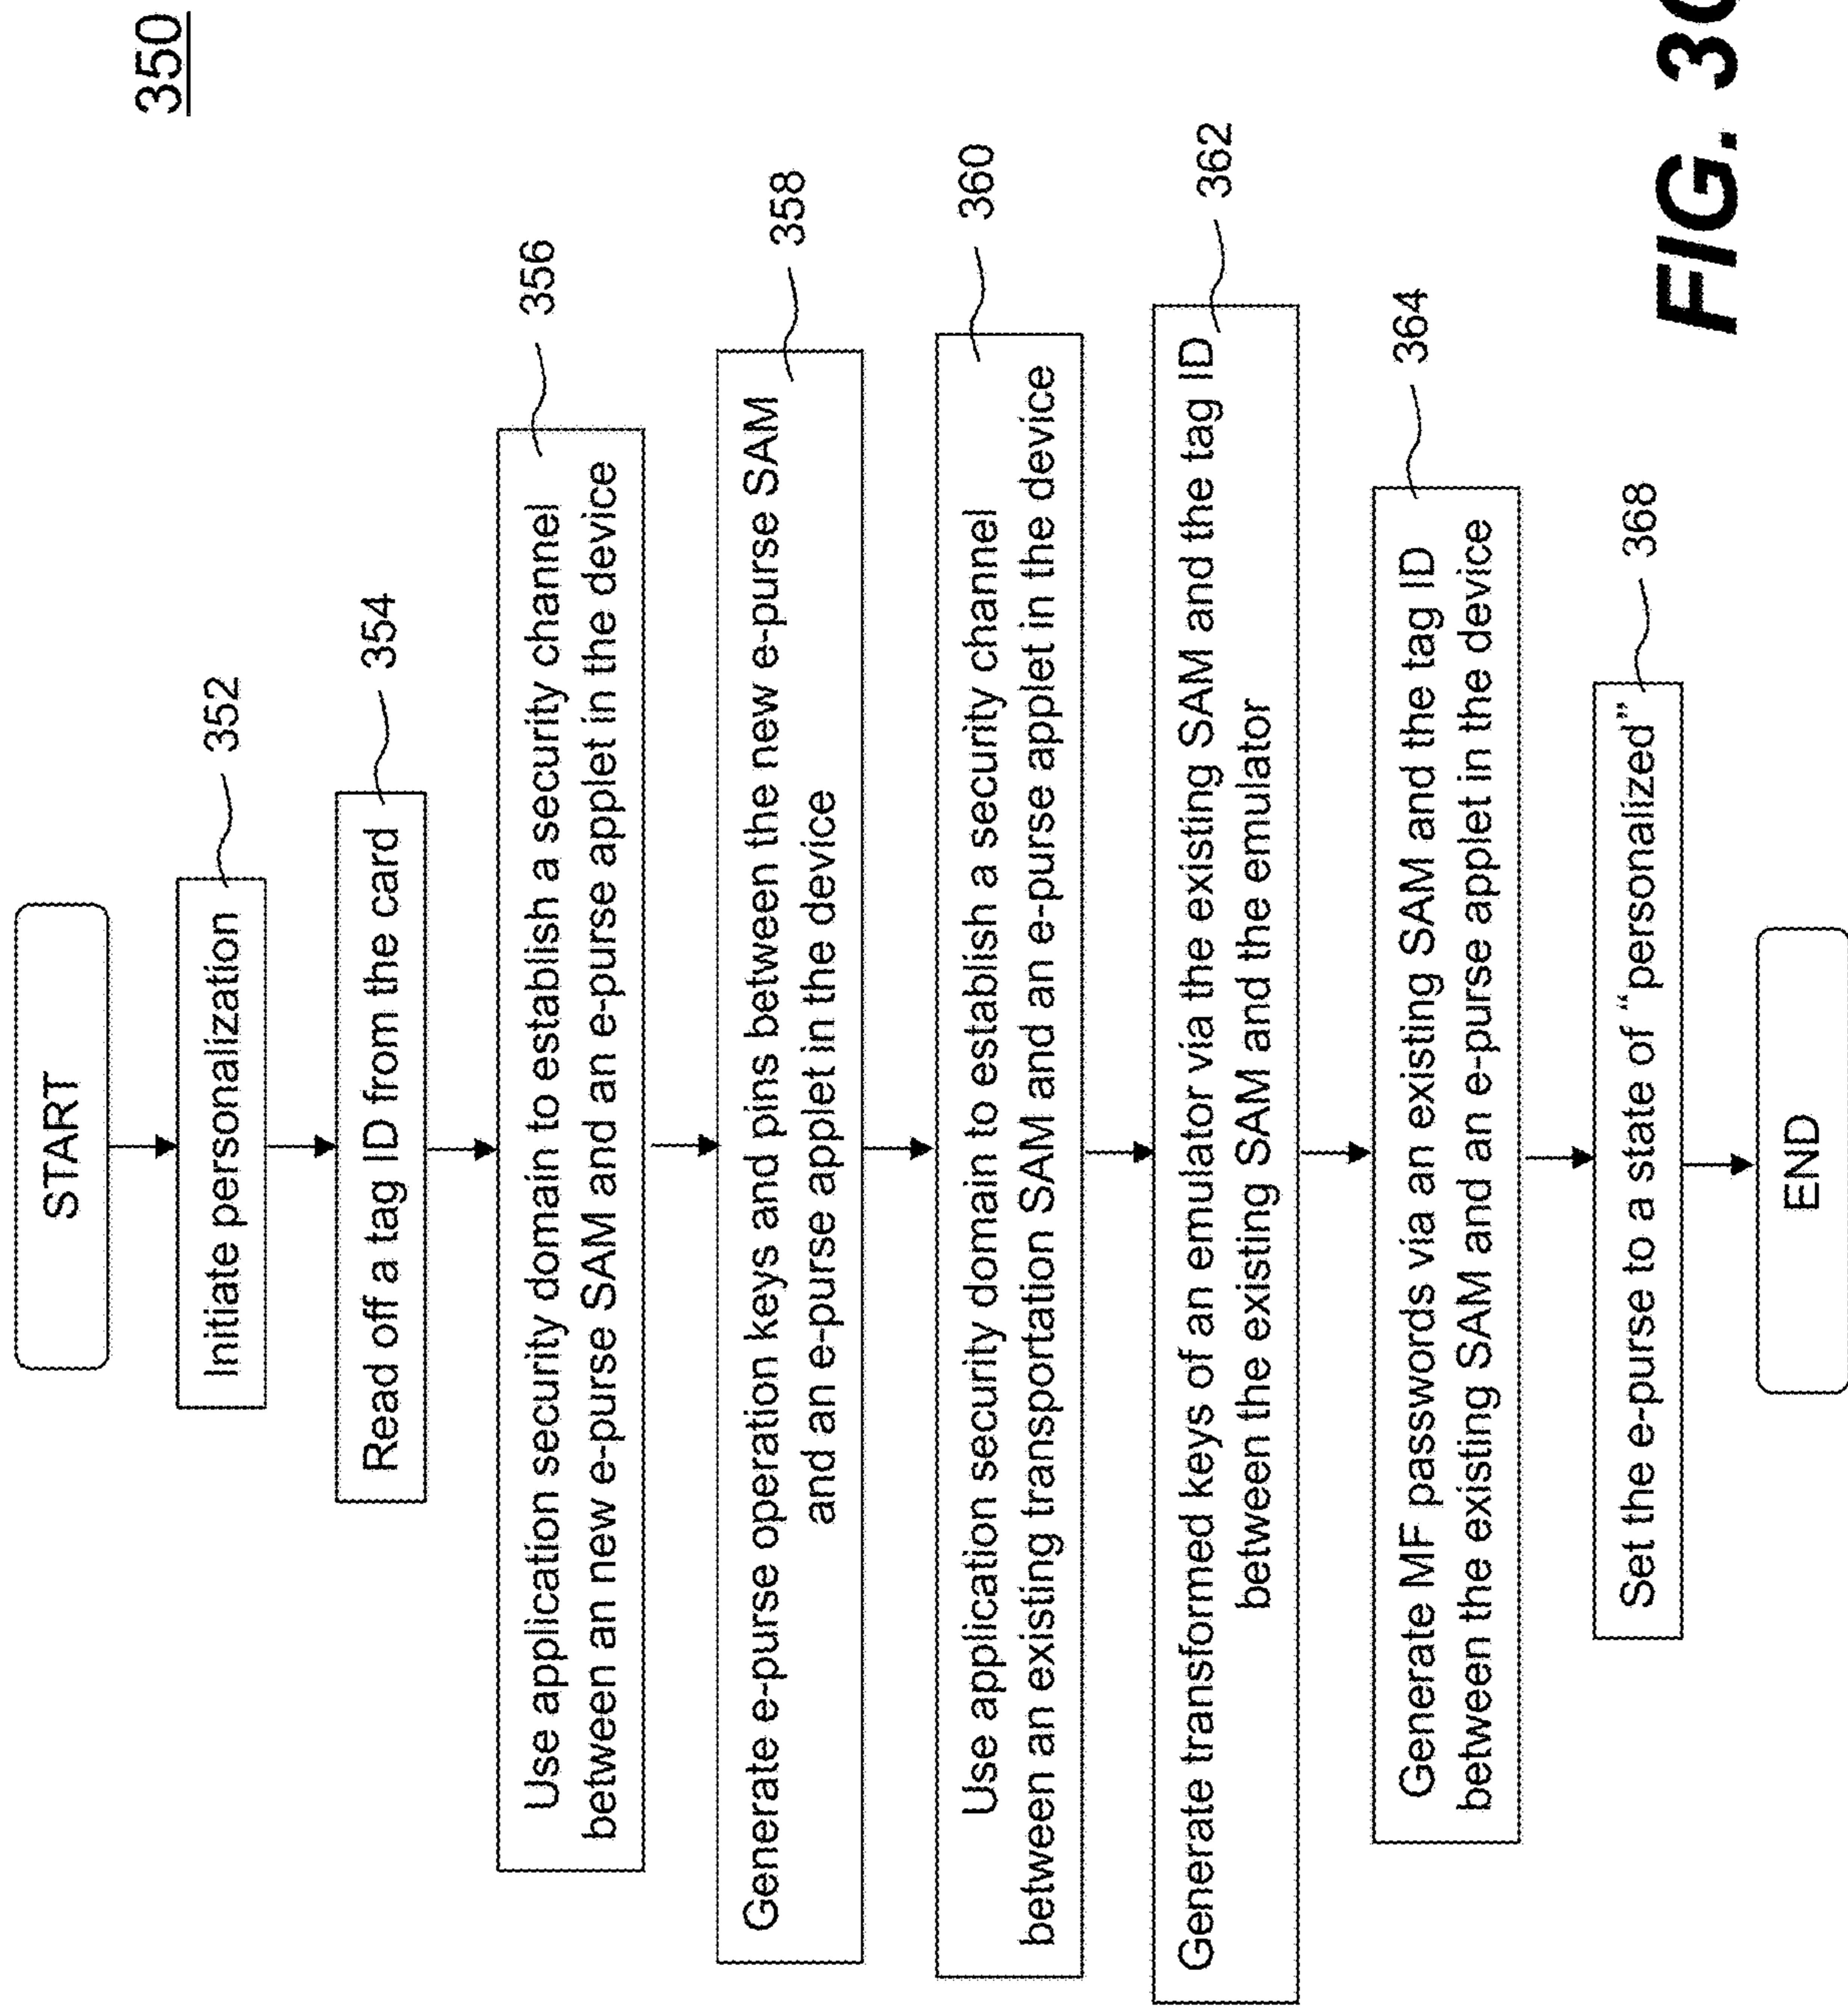 350
START
Initiate personalization
352
Read off a tag ID from the card
354
Use application security domain to establish a security channel
between an new e-purse SAM and an e-purse applet in the device
356
Generate e-purse operation keys and pins between the new e-purse SAM
and an e-purse applet in the device
358
Use application security domain to establish a security channel
between an existing transportation SAM and an e-purse applet in the device
360
Generate transformed keys of an emulator via the existing SAM and the tag ID
between the existing SAM and the emulator
362
Generate MF passwords via an existing SAM and the tag ID
between the existing SAM and an e-purse applet in the device
364
Set the e-purse to a state of “personalized”
368
END
FIG. 3C